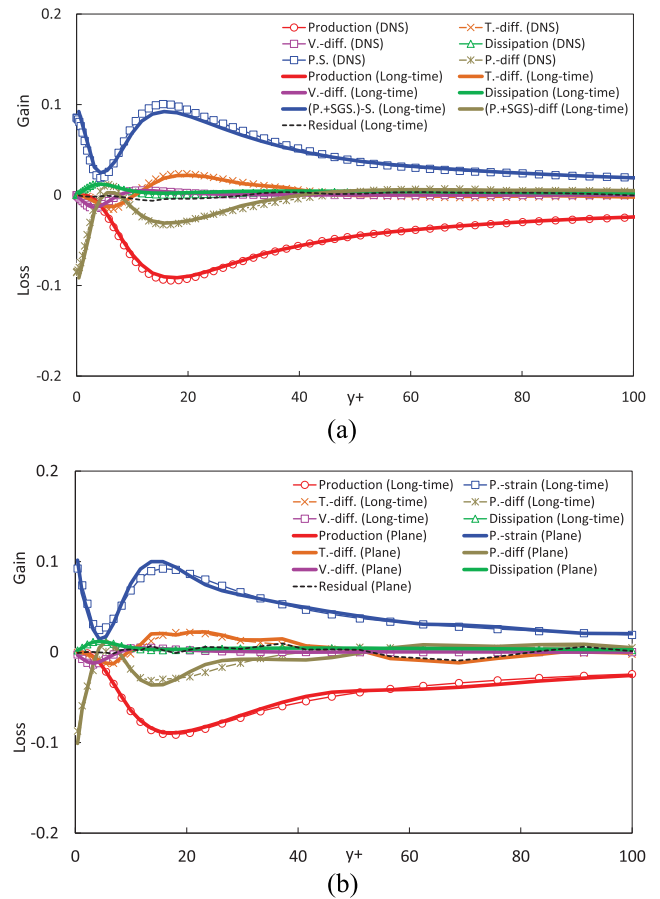 (a)
0.2
Production (DNS) T.-diff. (DNS)
V.-diff. (DNS) Dissipation (DNS)
P.S. (DNS) P.-diff (DNS)
Production (Long-time) T.-diff. (Long-time)
V.-diff. (Long-time) Dissipation (Long-time)
(P.+SGS.)-S. (Long-time) (P.+SGS)-diff (Long-time)
Residual (Long-time)
Gain
0.1
0
-0.1
Loss
-0.2
0 20 40 60 80 100
y+
(b)
0.2
Production (Long-time) P.-strain (Long-time)
T.-diff. (Long-time) P.-diff (Long-time)
V.-diff. (Long-time) Dissipation (Long-time)
Production (Plane) P.-strain (Plane)
T.-diff. (Plane) P.-diff (Plane)
V.-diff. (Plane) Dissipation (Plane)
Residual (Plane)
Gain
0.1
0
-0.1
Loss
-0.2
0 20 40 60 80 100
y+